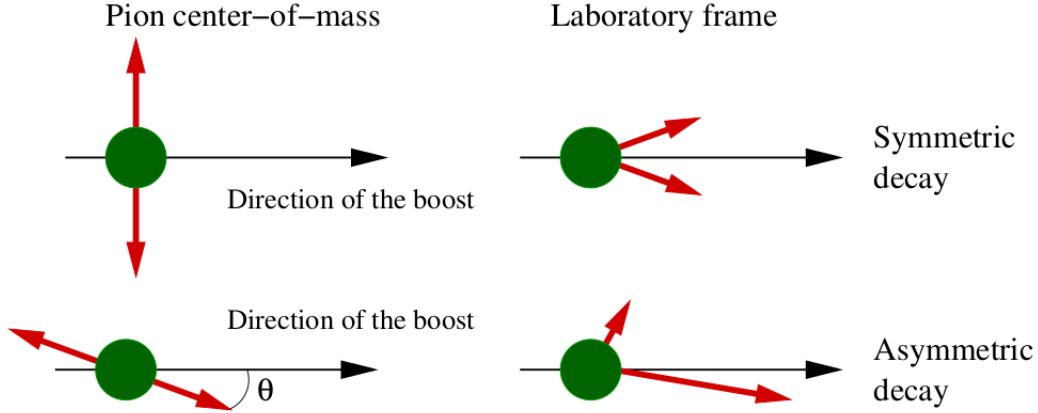 Pion center−of−mass
Laboratory frame
Direction of the boost
Symmetric
decay
Direction of the boost
θ
Asymmetric
decay